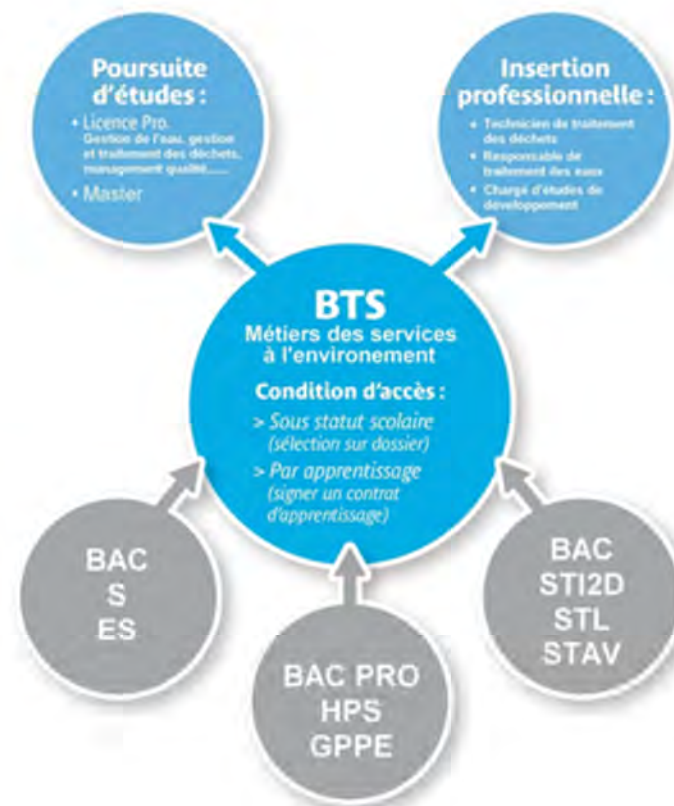 Poursuite
d'études :
• Licence Pro.
Gestion de l'eau, gestion
et traitement des déchets,
management qualité......
• Master
Insertion
professionnelle :
• Technicien de traitement
des déchets
• Responsable de
traitement des eaux
• Chargé d'études de
développement
BTS
Métiers des services
à l'environement
Condition d'accès :
> Sous statut scolaire
(sélection sur dossier)
> Par apprentissage
(signer un contrat
d'apprentissage)
BAC
S
ES
BAC PRO
HPS
GPPE
BAC
STI2D
STL
STAV